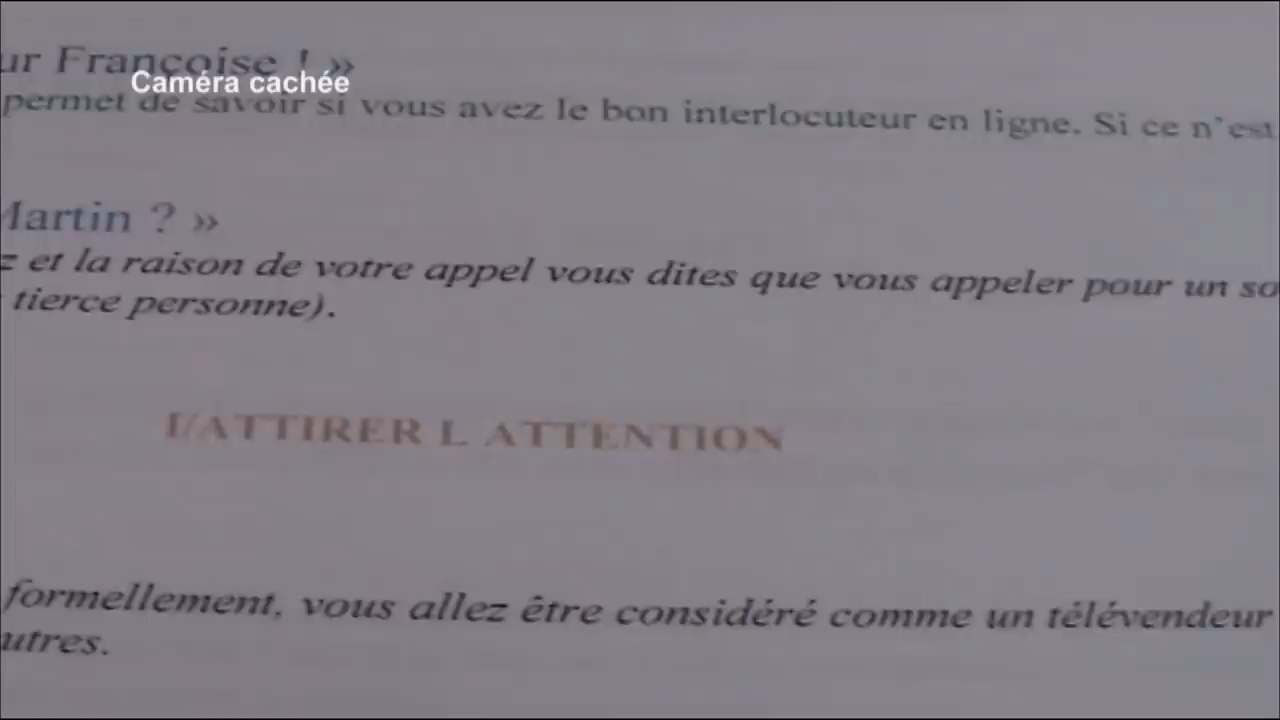 ur Françoise ! »
Caméra cachée
permet de savoir si vous avez le bon interlocuteur en ligne. Si ce n'est
Martin ? »
z et la raison de votre appel vous dites que vous appeler pour un so
tierce personne).
I/ATTIRER L ATTENTION
formellement, vous allez être considéré comme un télévendeur
utres.